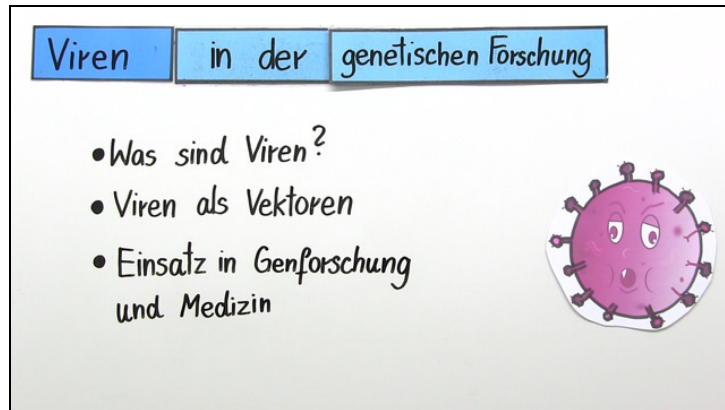 Viren in der genetischen Forschung
• Was sind Viren?
• Viren als Vektoren
• Einsatz in Genforschung
und Medizin